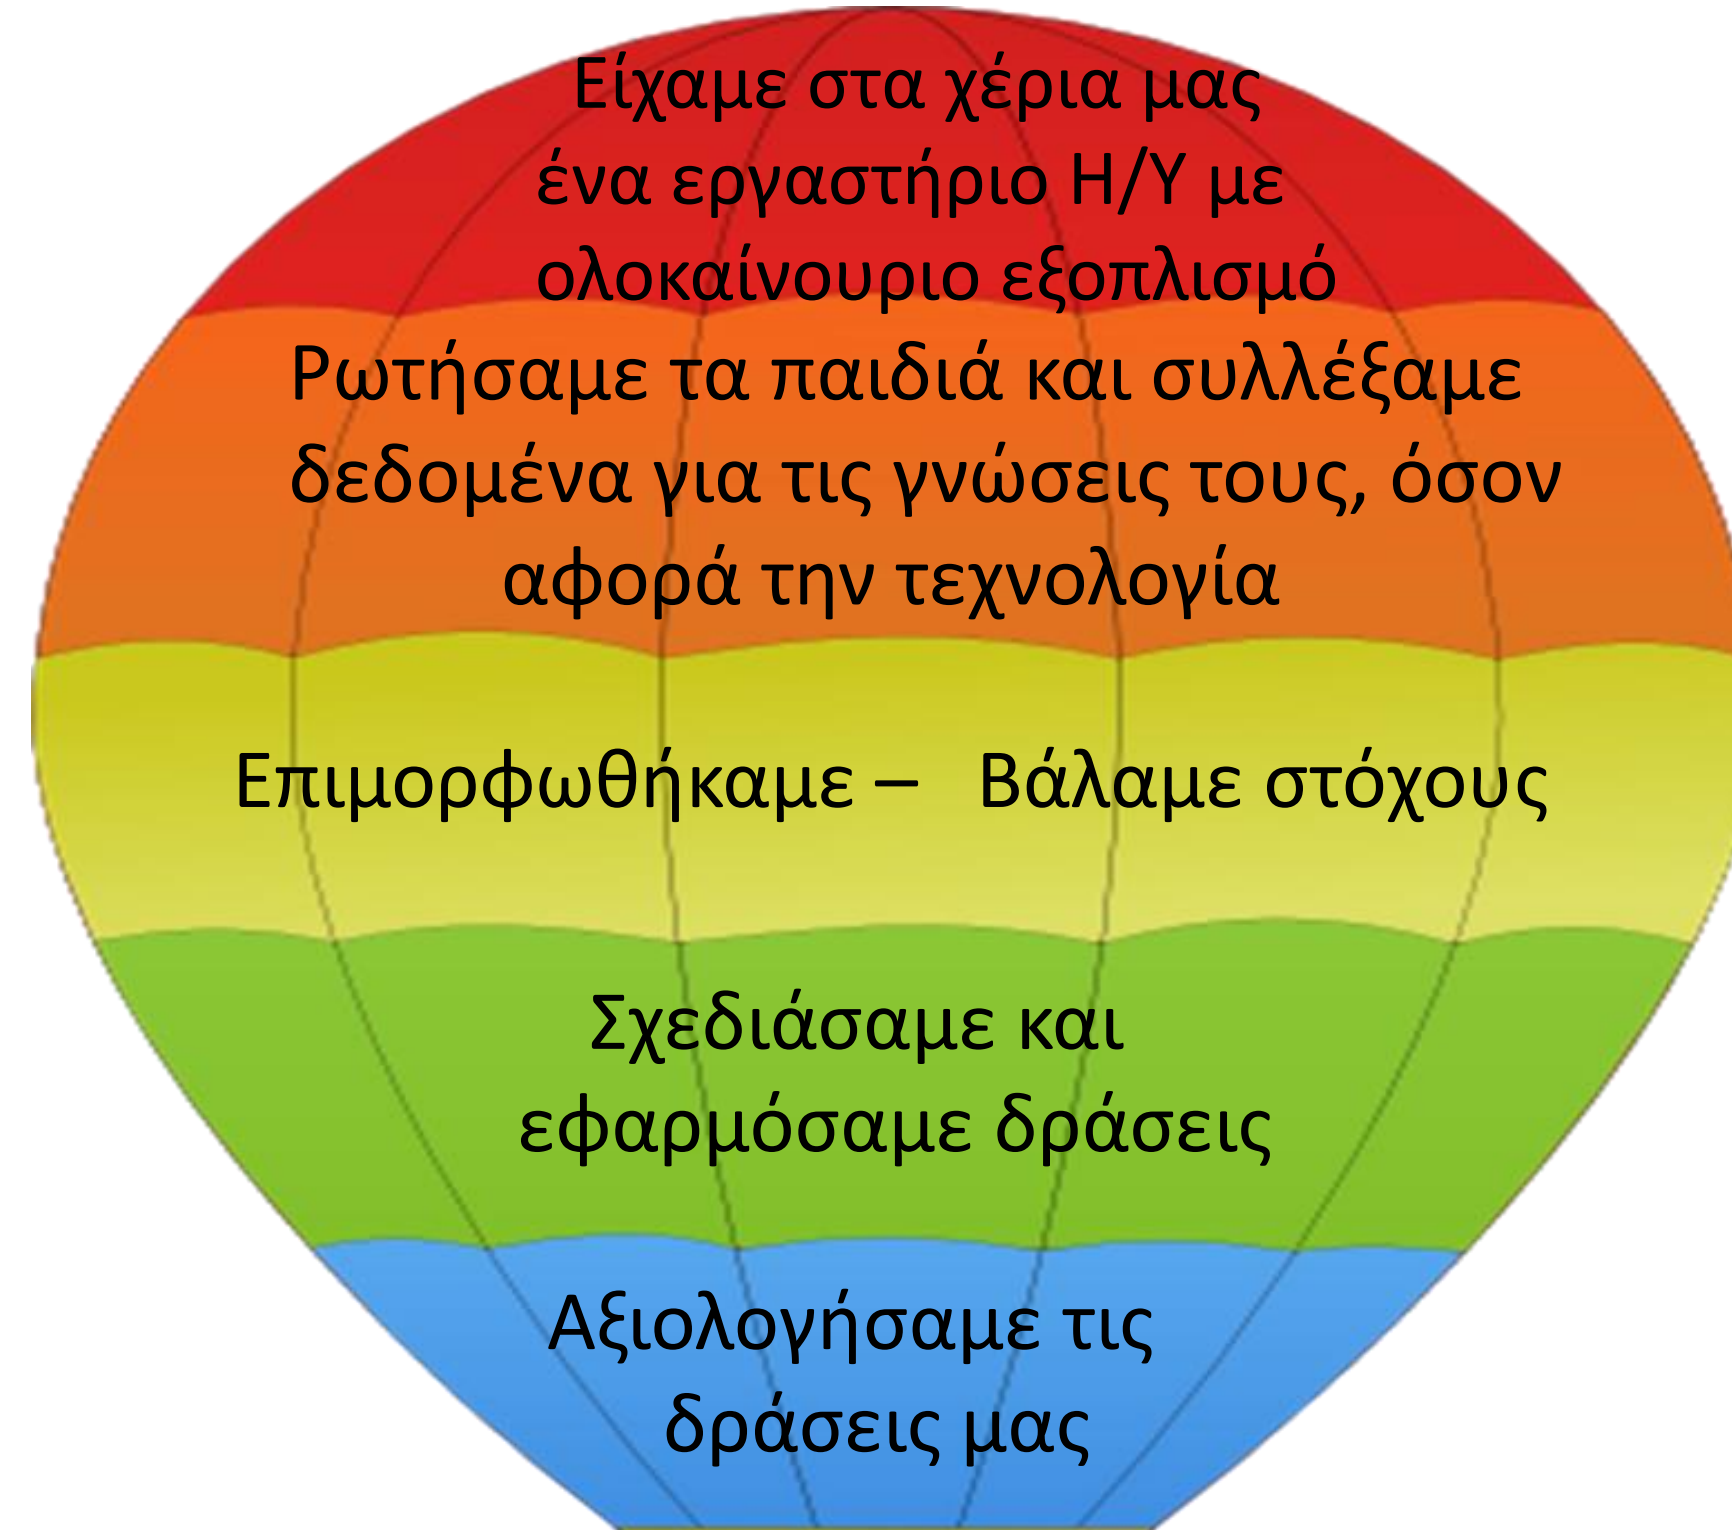 Είχαμε στα χέρια μας
ένα εργαστήριο Η/Υ με
ολοκαίνουριο εξοπλισμό
Ρωτήσαμε τα παιδιά και συλλέξαμε
δεδομένα για τις γνώσεις τους, όσον
αφορά την τεχνολογία
Επιμορφωθήκαμε – Βάλαμε στόχους
Σχεδιάσαμε και
εφαρμόσαμε δράσεις
Αξιολογήσαμε τις
δράσεις μας